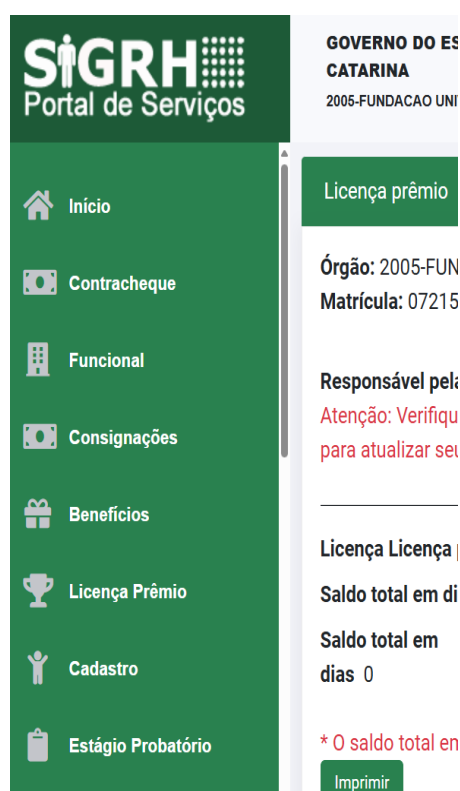 SiGRH
Portal de Serviços
Início
Contracheque
Funcional
Consignações
Benefícios
Licença Prêmio
Cadastro
Estágio Probatório
GOVERNO DO ES
CATARINA
2005-FUNDACAO UNI
Licença prêmio
Órgão: 2005-FUN
Matrícula: 07215
Responsável pela
Atenção: Verifiqu
para atualizar seu
Licença Licença p
Saldo total em di
Saldo total em
dias 0
* O saldo total em
Imprimir